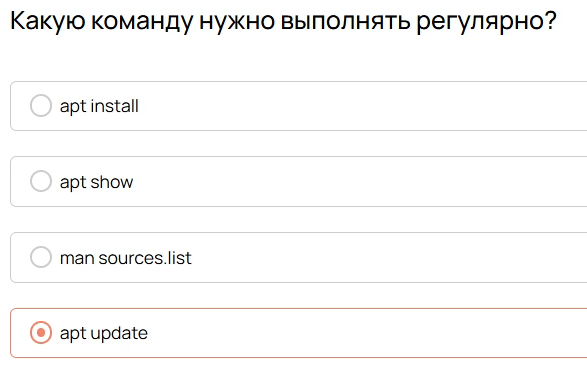 Какую команду нужно выполнять регулярно?
apt install
apt show
man sources.list
apt update